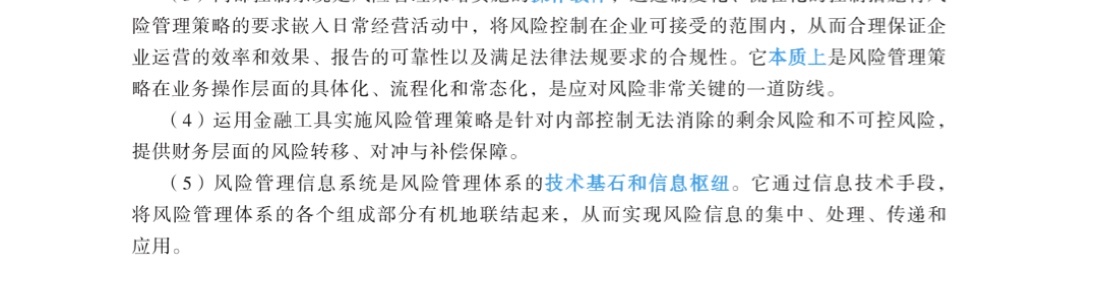 险管理策略的要求嵌入日常经营活动中，将风险控制在企业可接受的范围内，从而合理保证企
业运营的效率和效果、报告的可靠性以及满足法律法规要求的合规性。它本质上是风险管理策
略在业务操作层面的具体化、流程化和常态化，是应对风险非常关键的一道防线。
（4）运用金融工具实施风险管理策略是针对内部控制无法消除的剩余风险和不可控风险，
提供财务层面的风险转移、对冲与补偿保障。
（5）风险管理信息系统是风险管理体系的技术基石和信息枢纽。它通过信息技术手段，
将风险管理体系的各个组成部分有机地联结起来，从而实现风险信息的集中、处理、传递和
应用。